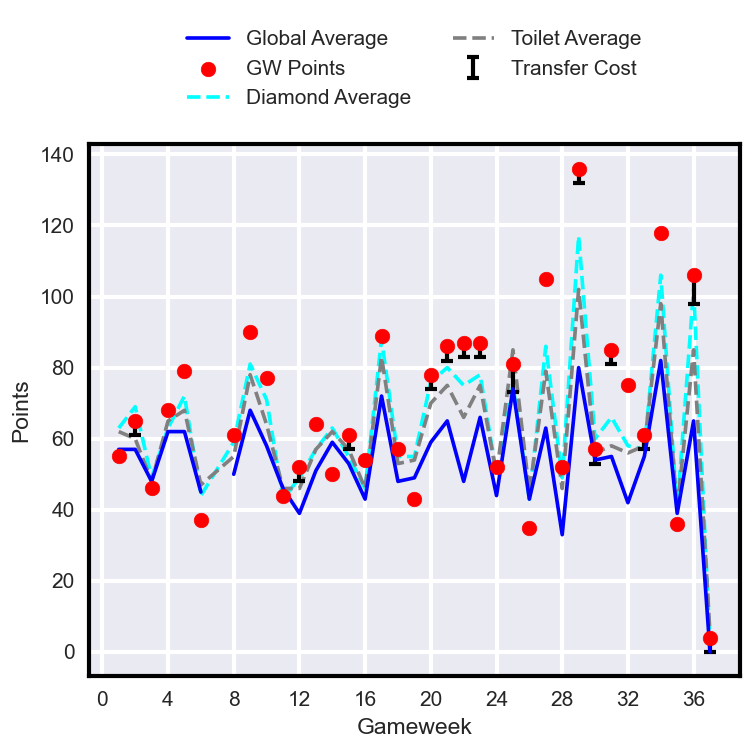 Global Average
GW Points
Diamond Average
Toilet Average
Transfer Cost
140
120
100
80
60
40
20
0
Points
0 4 8 12 16 20 24 28 32 36
Gameweek